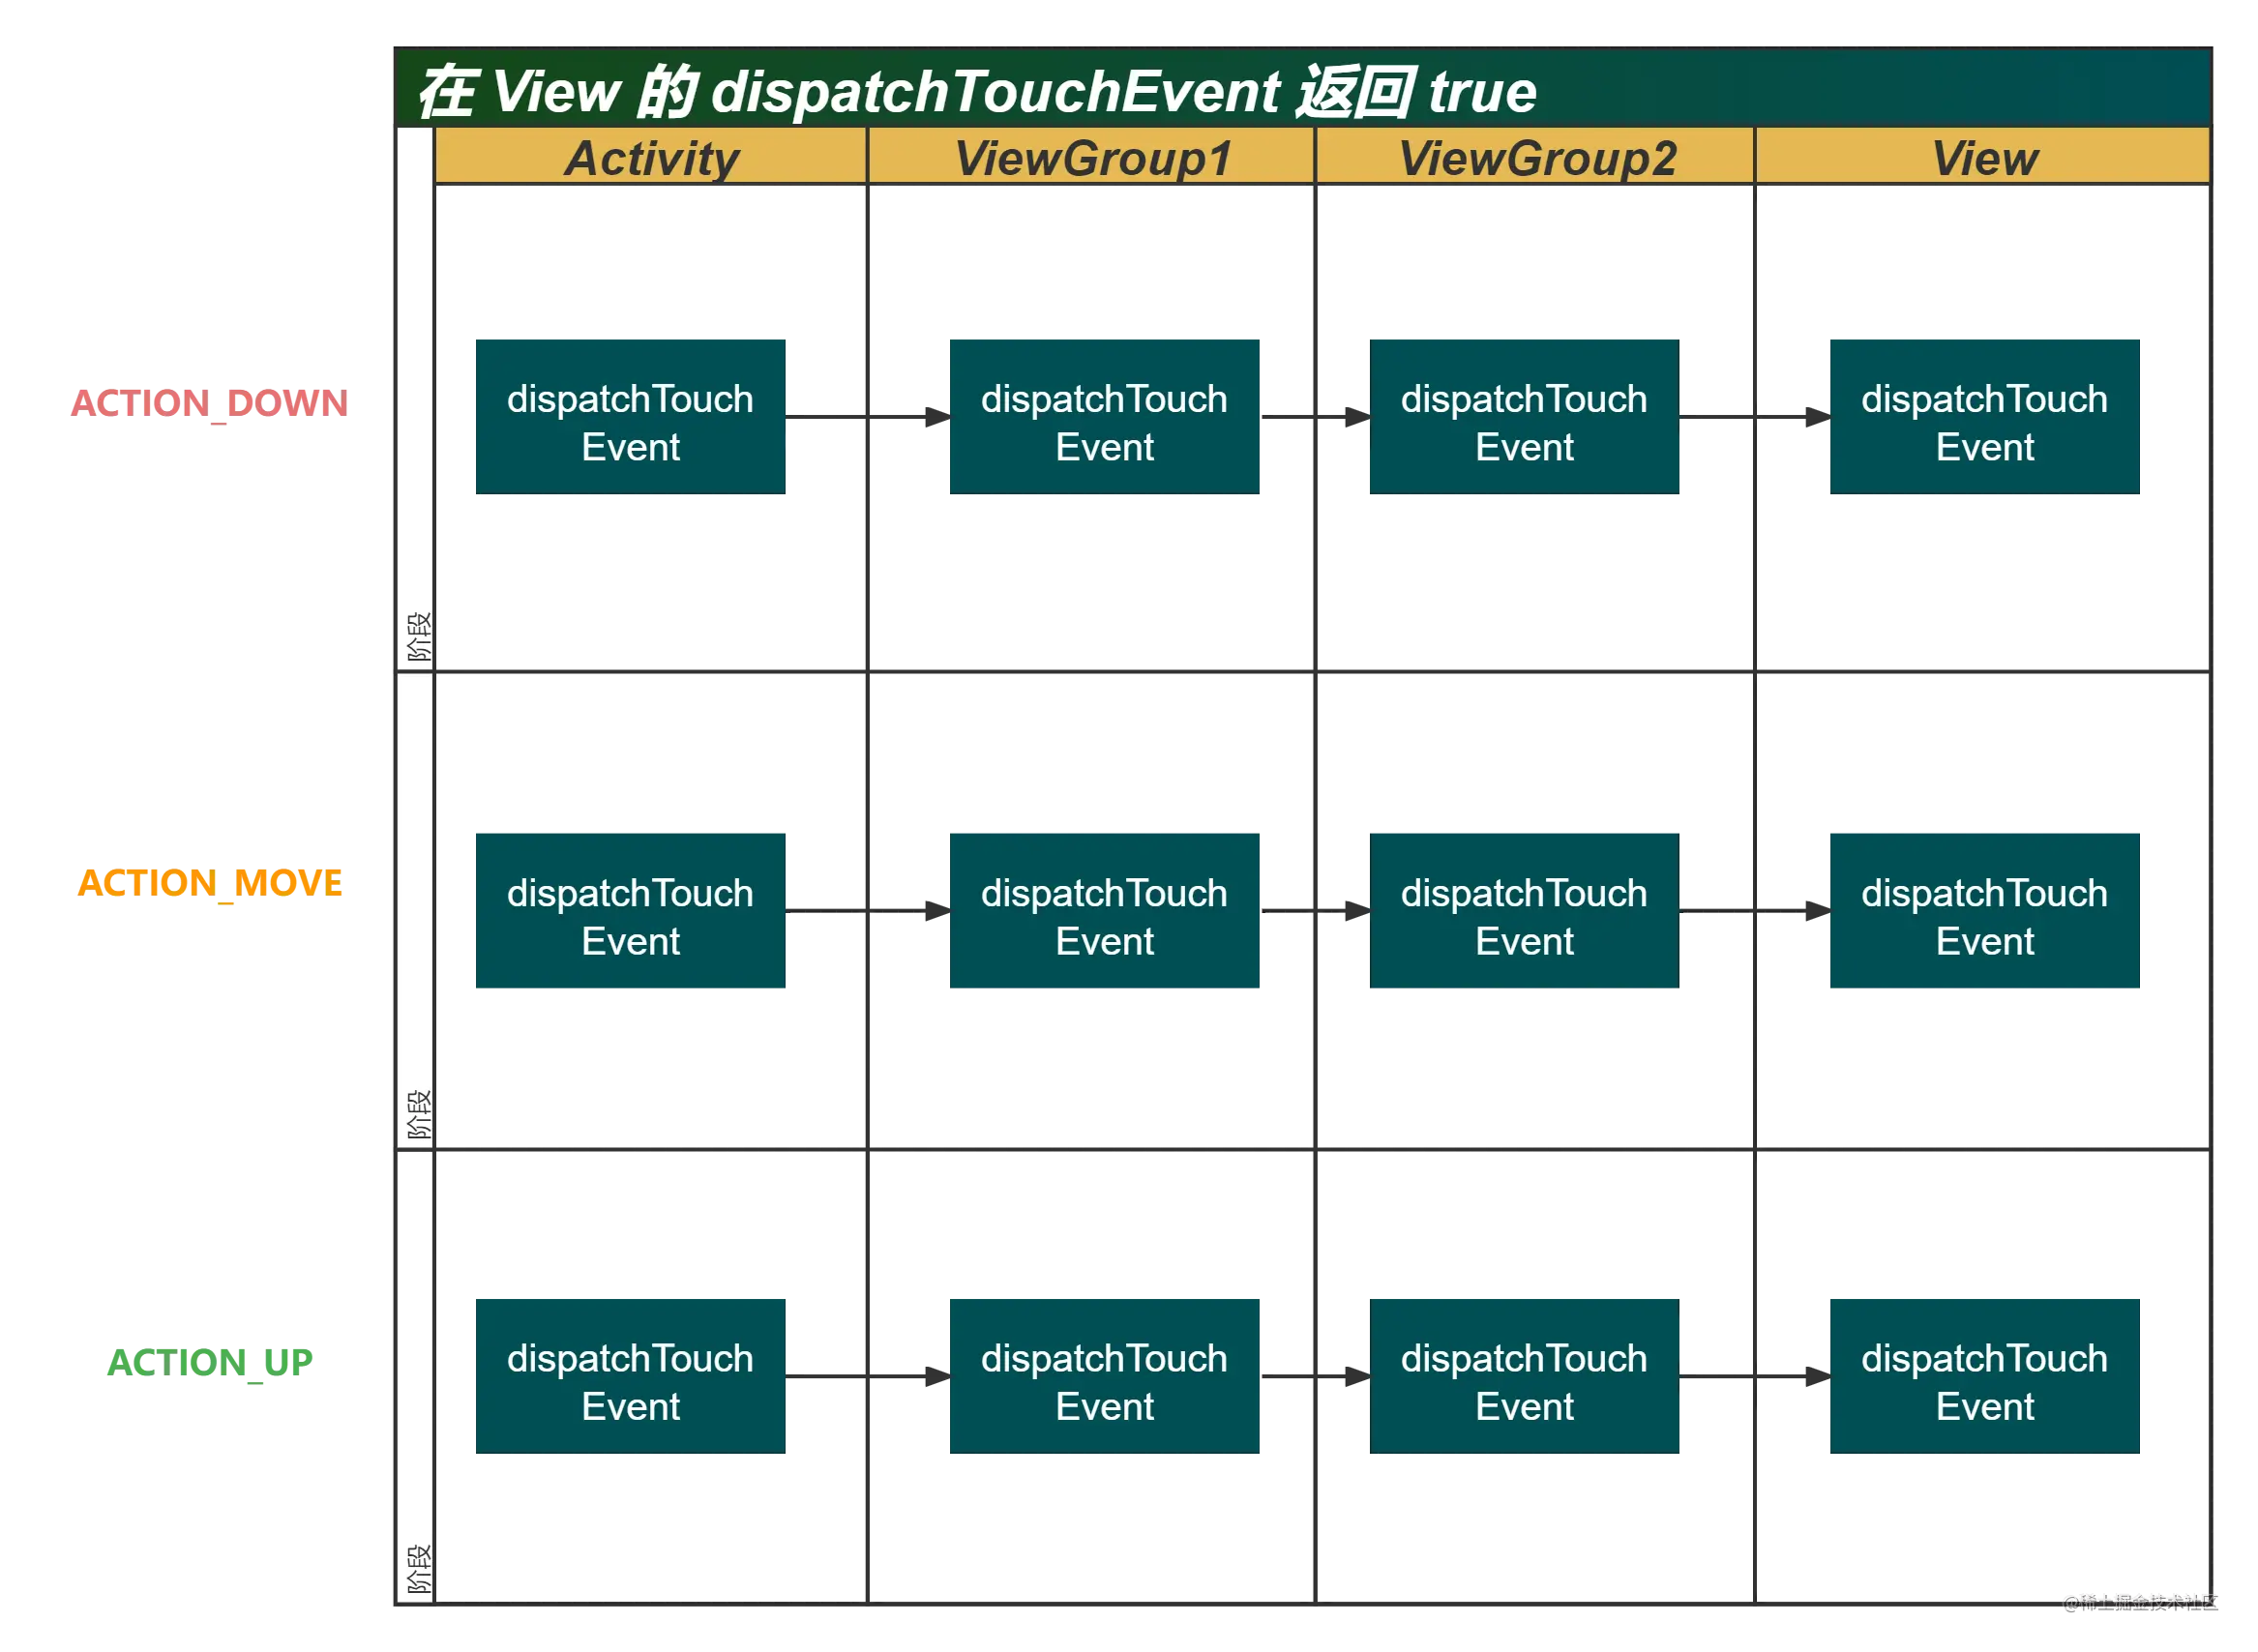 在 View 的 dispatchTouchEvent 返回 true
Activity
ViewGroup1
ViewGroup2
View
ACTION_DOWN
dispatchTouch
Event
dispatchTouch
Event
dispatchTouch
Event
dispatchTouch
Event
阶段
ACTION_MOVE
dispatchTouch
Event
dispatchTouch
Event
dispatchTouch
Event
dispatchTouch
Event
阶段
ACTION_UP
dispatchTouch
Event
dispatchTouch
Event
dispatchTouch
Event
dispatchTouch
Event
阶段
@稀土掘金技术社区